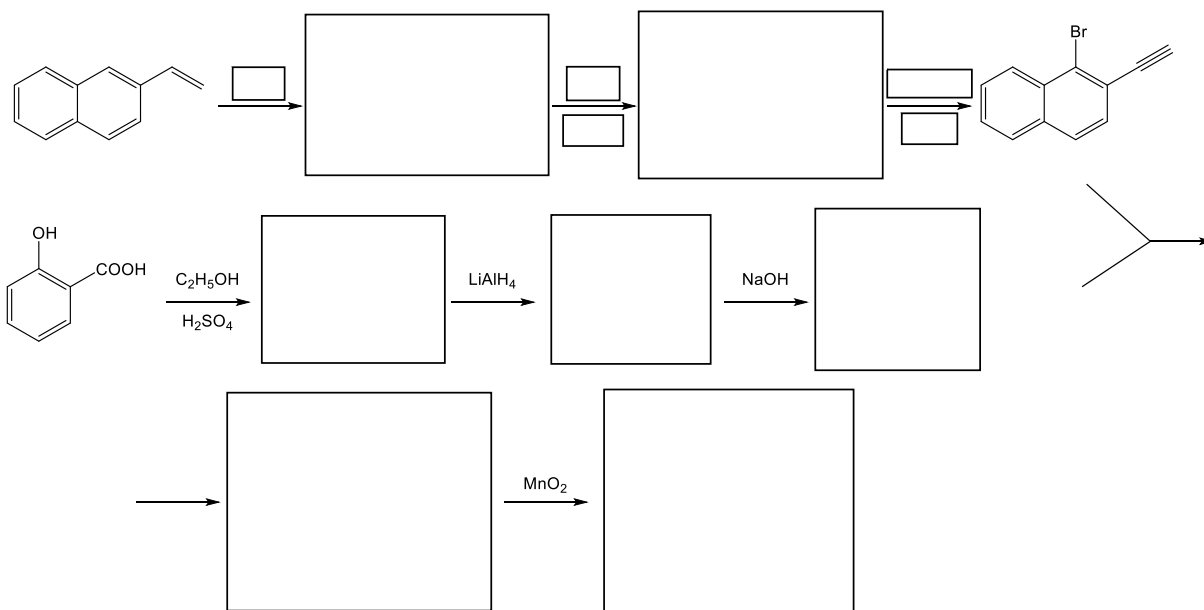 Br
OH
COOH
C₂H₅OH
H₂SO₄
LiAlH₄
NaOH
MnO₂